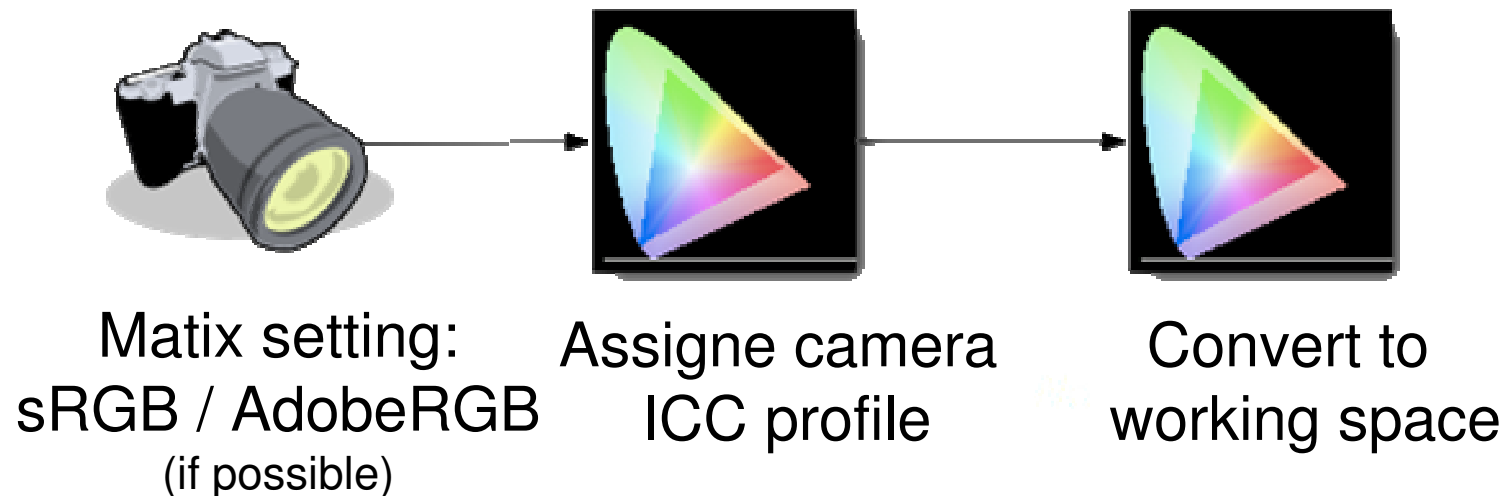 Matix setting:
sRGB / AdobeRGB
(if possible)
Assigne camera
ICC profile
Convert to
working space